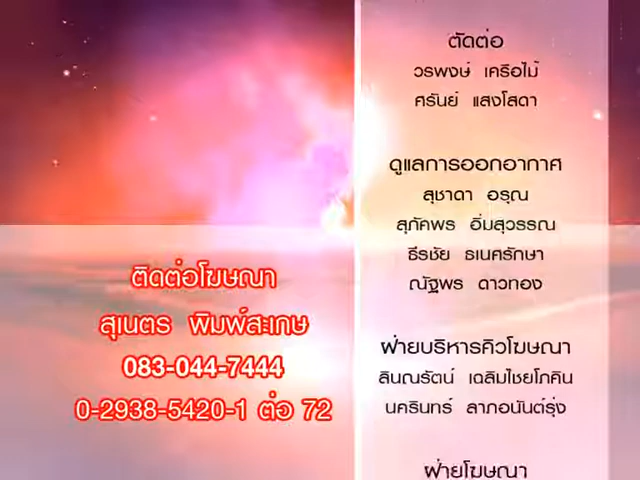 ติดต่อโฆษณา
สุเนตร พิมพ์สะเกษ
083-044-7444
0-2938-5420-1 ต่อ 72
ตัดต่อ
วรพงษ์ เครือไม้
ศรันย์ แสงโสดา
ดูแลการออกอากาศ
สุชาดา อรุณ
สุภัคพร อิ่มสุวรรณ
ธีรชัย ธเนศรักษา
ณัฐพร ดาวทอง
ฝ่ายบริหารคิวโฆษณา
ลินณรัตน์ เฉลิมไชยโภคิน
นครินทร์ ลาภอนันต์รุ่ง
ฝ่ายโฆษณา